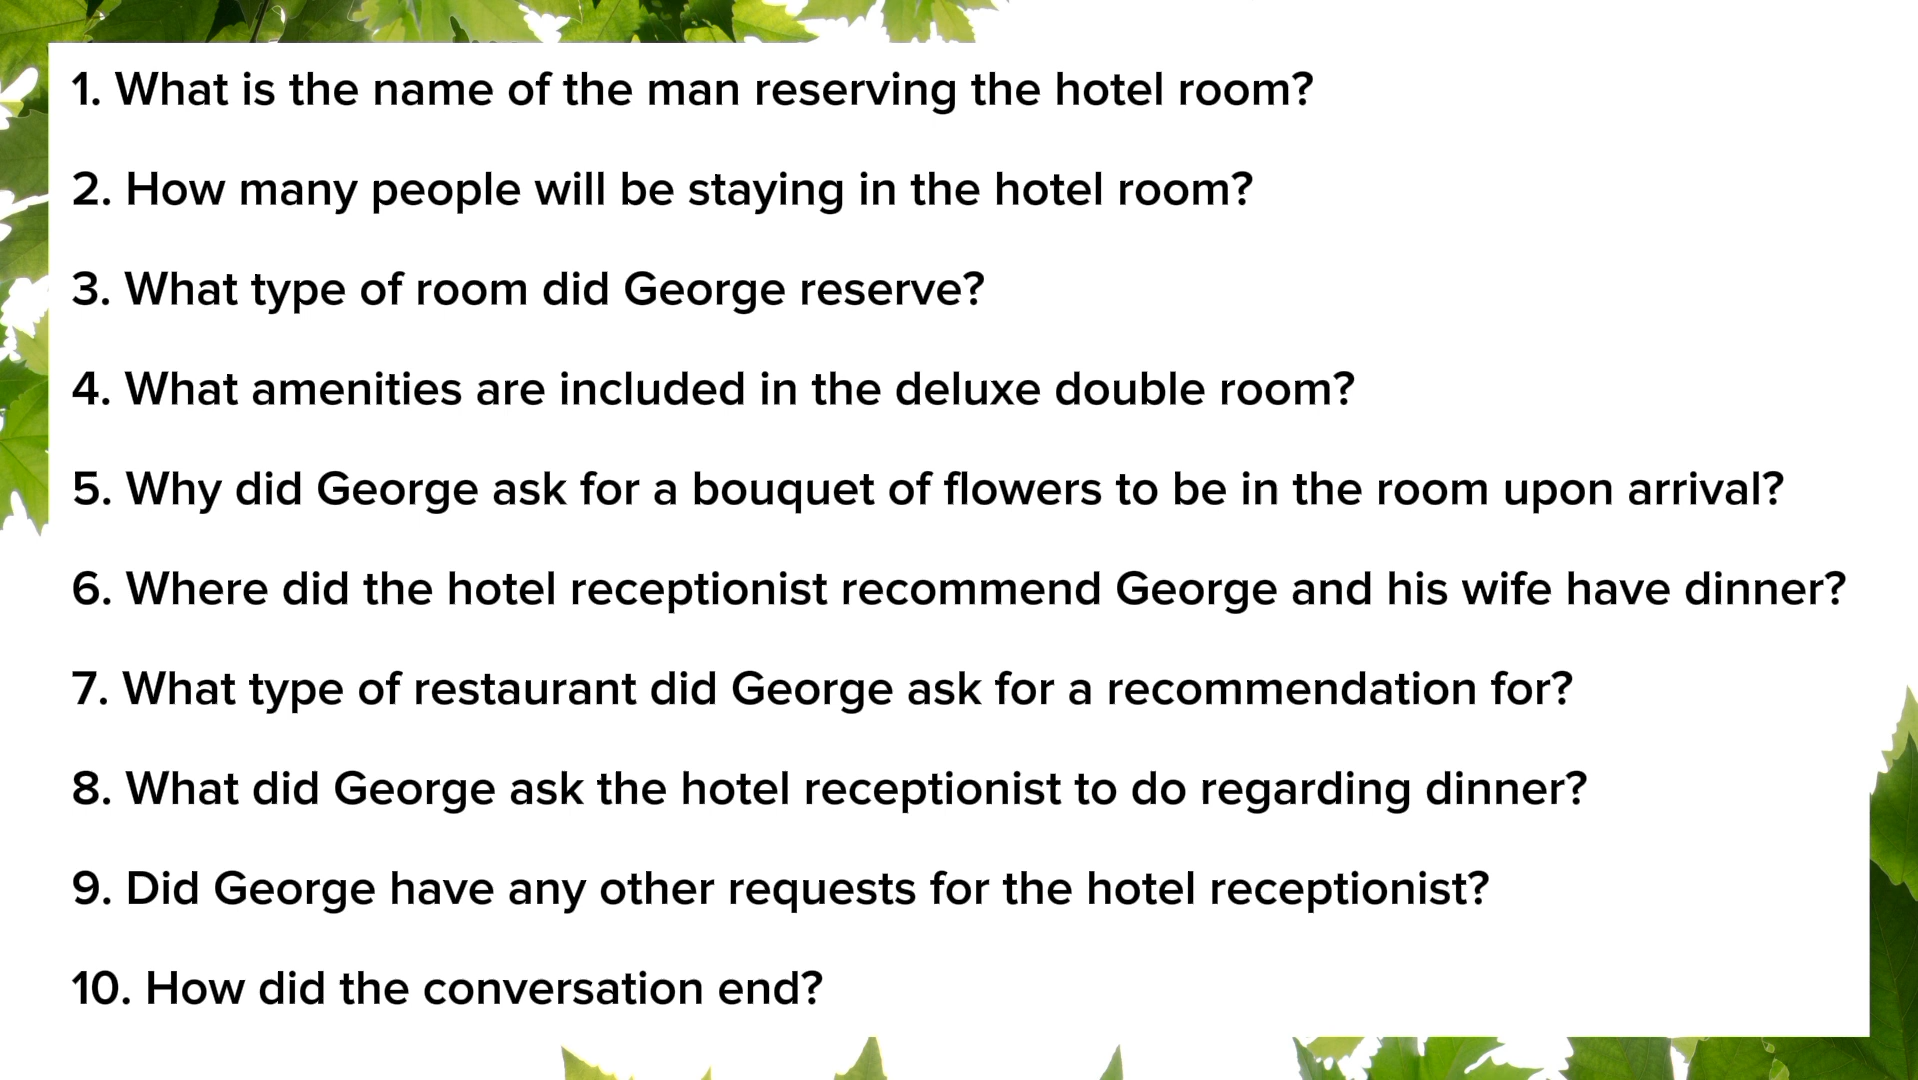 1. What is the name of the man reserving the hotel room?
2. How many people will be staying in the hotel room?
3. What type of room did George reserve?
4. What amenities are included in the deluxe double room?
5. Why did George ask for a bouquet of flowers to be in the room upon arrival?
6. Where did the hotel receptionist recommend George and his wife have dinner?
7. What type of restaurant did George ask for a recommendation for?
8. What did George ask the hotel receptionist to do regarding dinner?
9. Did George have any other requests for the hotel receptionist?
10. How did the conversation end?